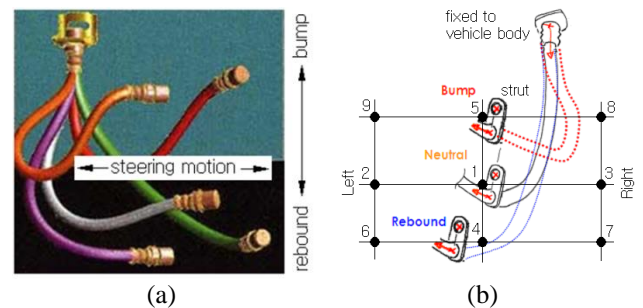 bump
steering motion
rebound
(a)
fixed to
vehicle body
Bump
strut
9
5
8
Neutral
Left
2
1
3
Right
Rebound
6
4
7
(b)